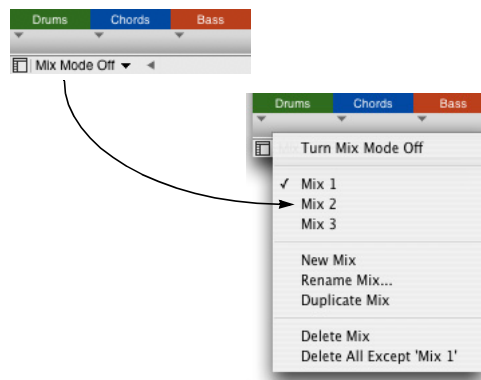 Drums Chords Bass
Mix Mode Off
Drums Chords Bass
Turn Mix Mode Off
✓ Mix 1
Mix 2
Mix 3
New Mix
Rename Mix...
Duplicate Mix
Delete Mix
Delete All Except 'Mix 1'